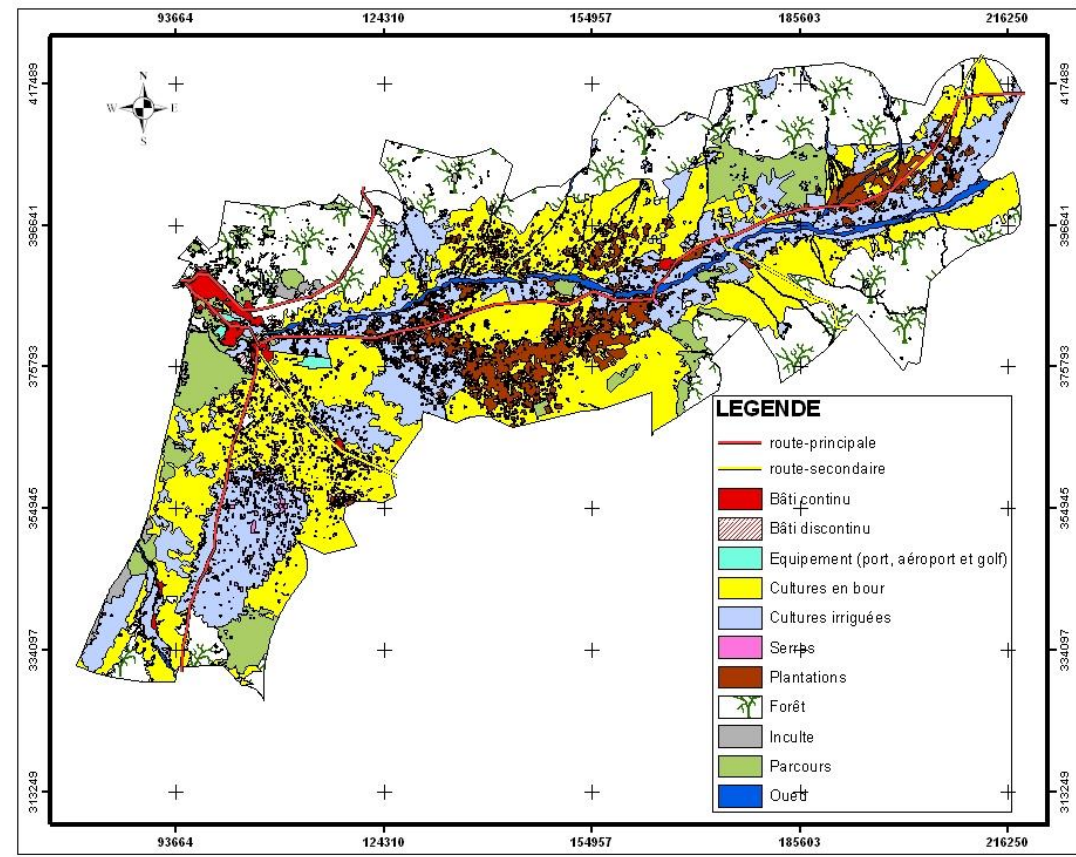 93664 124310 154957 185603 216250
417489 417489
N
W E
S
396641 396641
375793 375793
LEGENDE
route-principale
route-secondaire
Bâti continu
354945 354945
Bâti discontinu
Equipement (port, aéroport et golf)
Cultures en bour
Cultures irriguées
Serres
334097 334097
Plantations
Forêt
Inculte
Parcours
313249 Oued 313249
93664 124310 154957 185603 216250